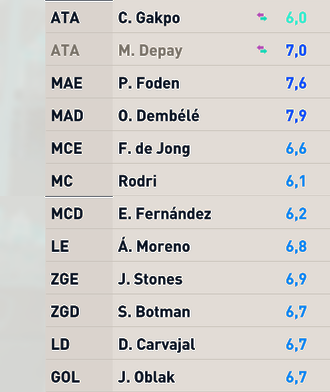 ATA C. Gakpo 6,0
ATA M. Depay 7,0
MAE P. Foden 7,6
MAD O. Dembélé 7,9
MCE F. de Jong 6,6
MC Rodri 6,1
MCD E. Fernández 6,2
LE Á. Moreno 6,8
ZGE J. Stones 6,9
ZGD S. Botman 6,7
LD D. Carvajal 6,7
GOL J. Oblak 6,7